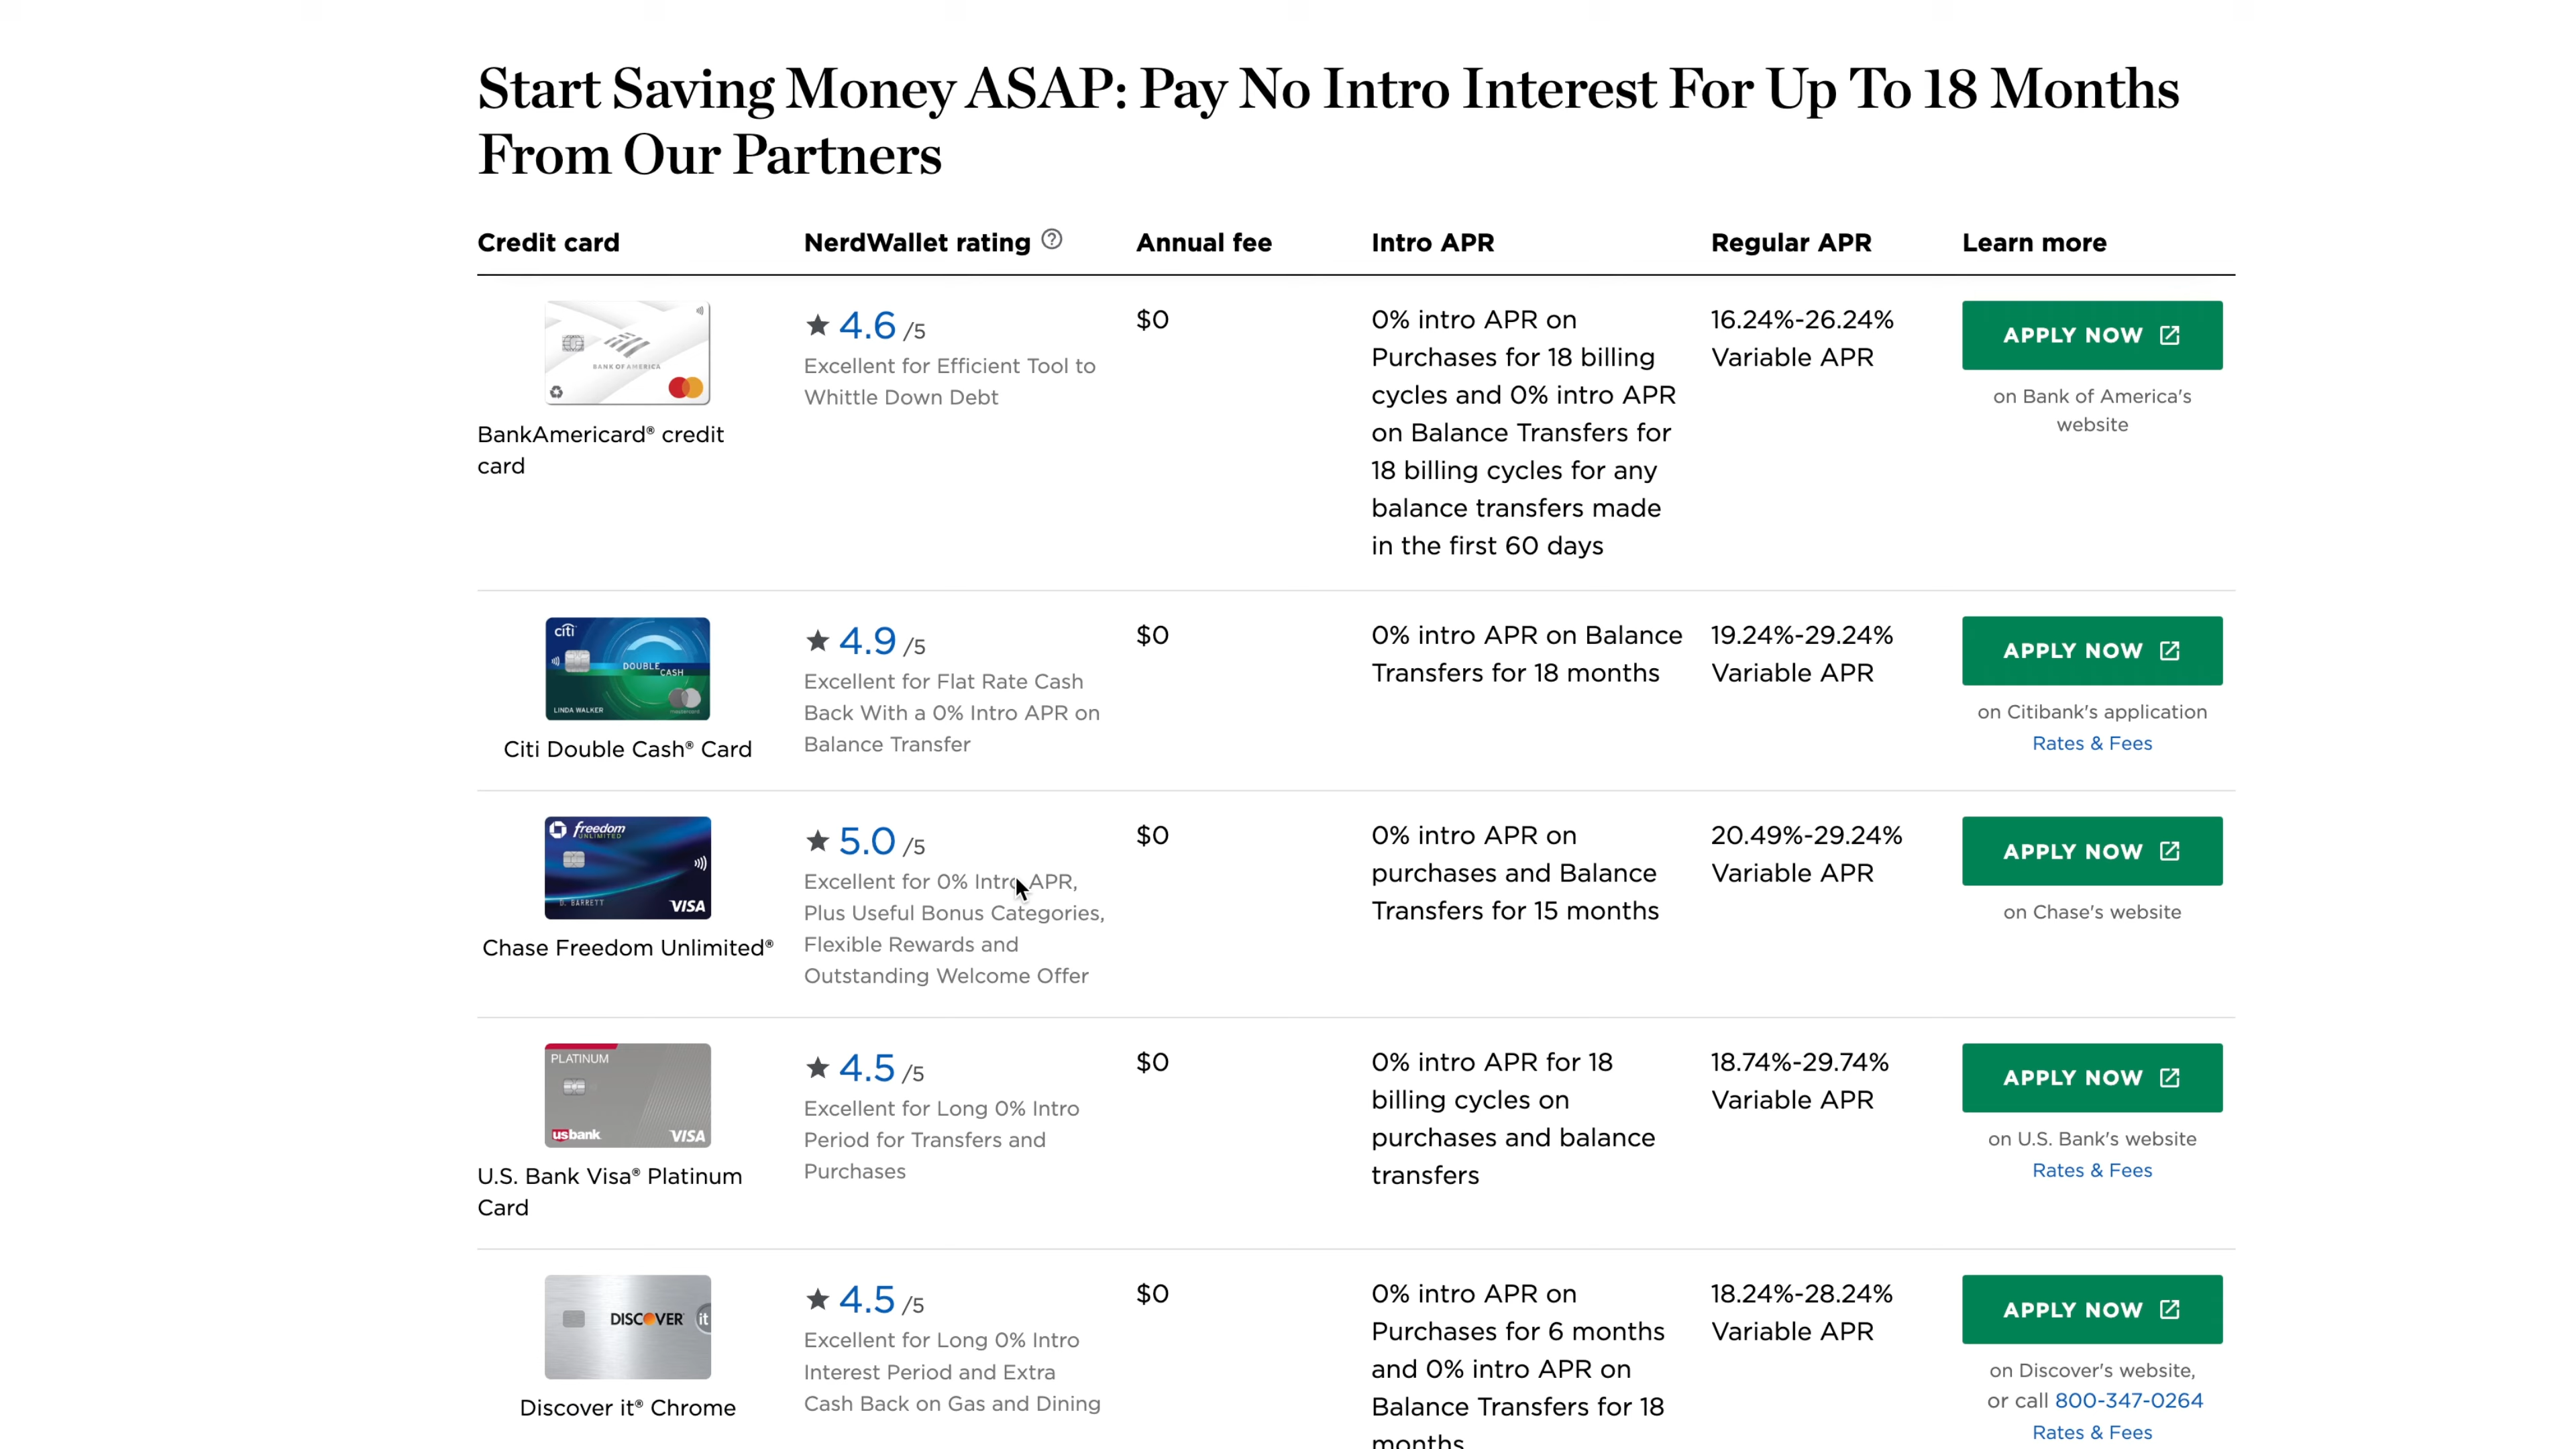 Start Saving Money ASAP: Pay No Intro Interest For Up To 18 Months
From Our Partners
Credit card
NerdWallet rating ?
Annual fee
Intro APR
Regular APR
Learn more
BANK OF AMERICA
BankAmericard® credit
card
4.6 /5
Excellent for Efficient Tool to
Whittle Down Debt
$0
0% intro APR on
Purchases for 18 billing
cycles and 0% intro APR
on Balance Transfers for
18 billing cycles for any
balance transfers made
in the first 60 days
16.24%-26.24%
Variable APR
APPLY NOW
on Bank of America's
website
citi
DOUBLE
CASH
LINDA WALKER
mastercard
Citi Double Cash® Card
4.9 /5
Excellent for Flat Rate Cash
Back With a 0% Intro APR on
Balance Transfer
$0
0% intro APR on Balance
Transfers for 18 months
19.24%-29.24%
Variable APR
APPLY NOW
on Citibank's application
Rates & Fees
freedom
UNLIMITED
D. BARRETT
VISA
Chase Freedom Unlimited®
5.0 /5
Excellent for 0% Intro APR,
Plus Useful Bonus Categories,
Flexible Rewards and
Outstanding Welcome Offer
$0
0% intro APR on
purchases and Balance
Transfers for 15 months
20.49%-29.24%
Variable APR
APPLY NOW
on Chase's website
PLATINUM
usbank
VISA
U.S. Bank Visa® Platinum
Card
4.5 /5
Excellent for Long 0% Intro
Period for Transfers and
Purchases
$0
0% intro APR for 18
billing cycles on
purchases and balance
transfers
18.74%-29.74%
Variable APR
APPLY NOW
on U.S. Bank's website
Rates & Fees
DISCOVER it
Discover it® Chrome
4.5 /5
Excellent for Long 0% Intro
Interest Period and Extra
Cash Back on Gas and Dining
$0
0% intro APR on
Purchases for 6 months
and 0% intro APR on
Balance Transfers for 18
months
18.24%-28.24%
Variable APR
APPLY NOW
on Discover's website,
or call 800-347-0264
Rates & Fees